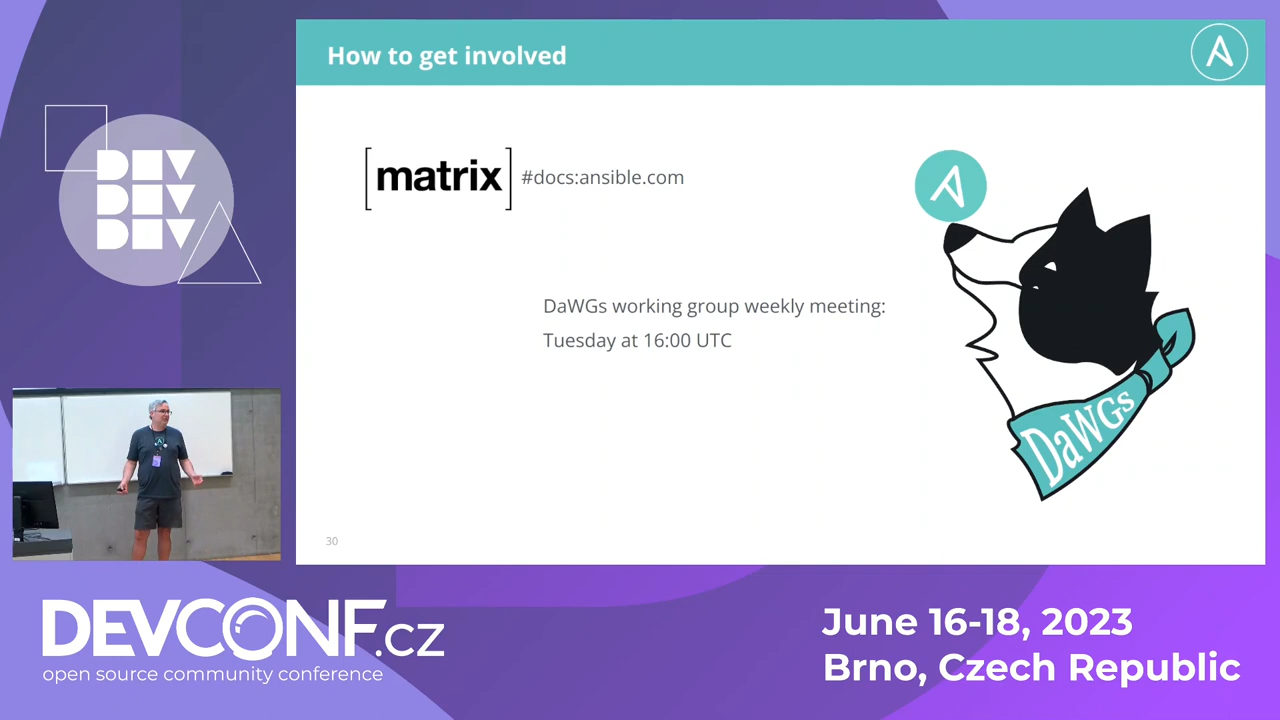 How to get involved
[matrix]
#docs:ansible.com
DaWGs working group weekly meeting:
Tuesday at 16:00 UTC
DaWGs
30
DEV
DEV
DEV
DEVCONF.cz
open source community conference
June 16-18, 2023
Brno, Czech Republic